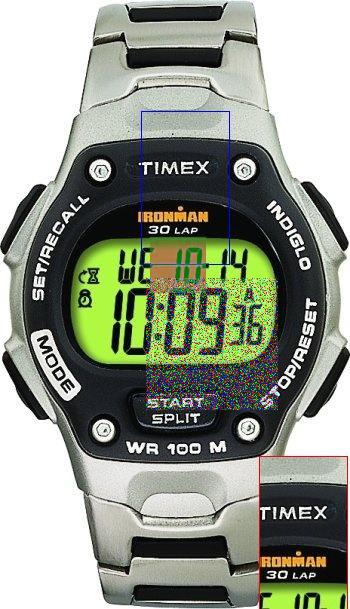 TIMEX
IRONMAN
30 LAP
SET/RECALL
INDIGLO
WE 10-14
10:09 36
A
MODE
STOP/RESET
START
SPLIT
WR 100 M
TIMEX
IRONMAN
30 LAP